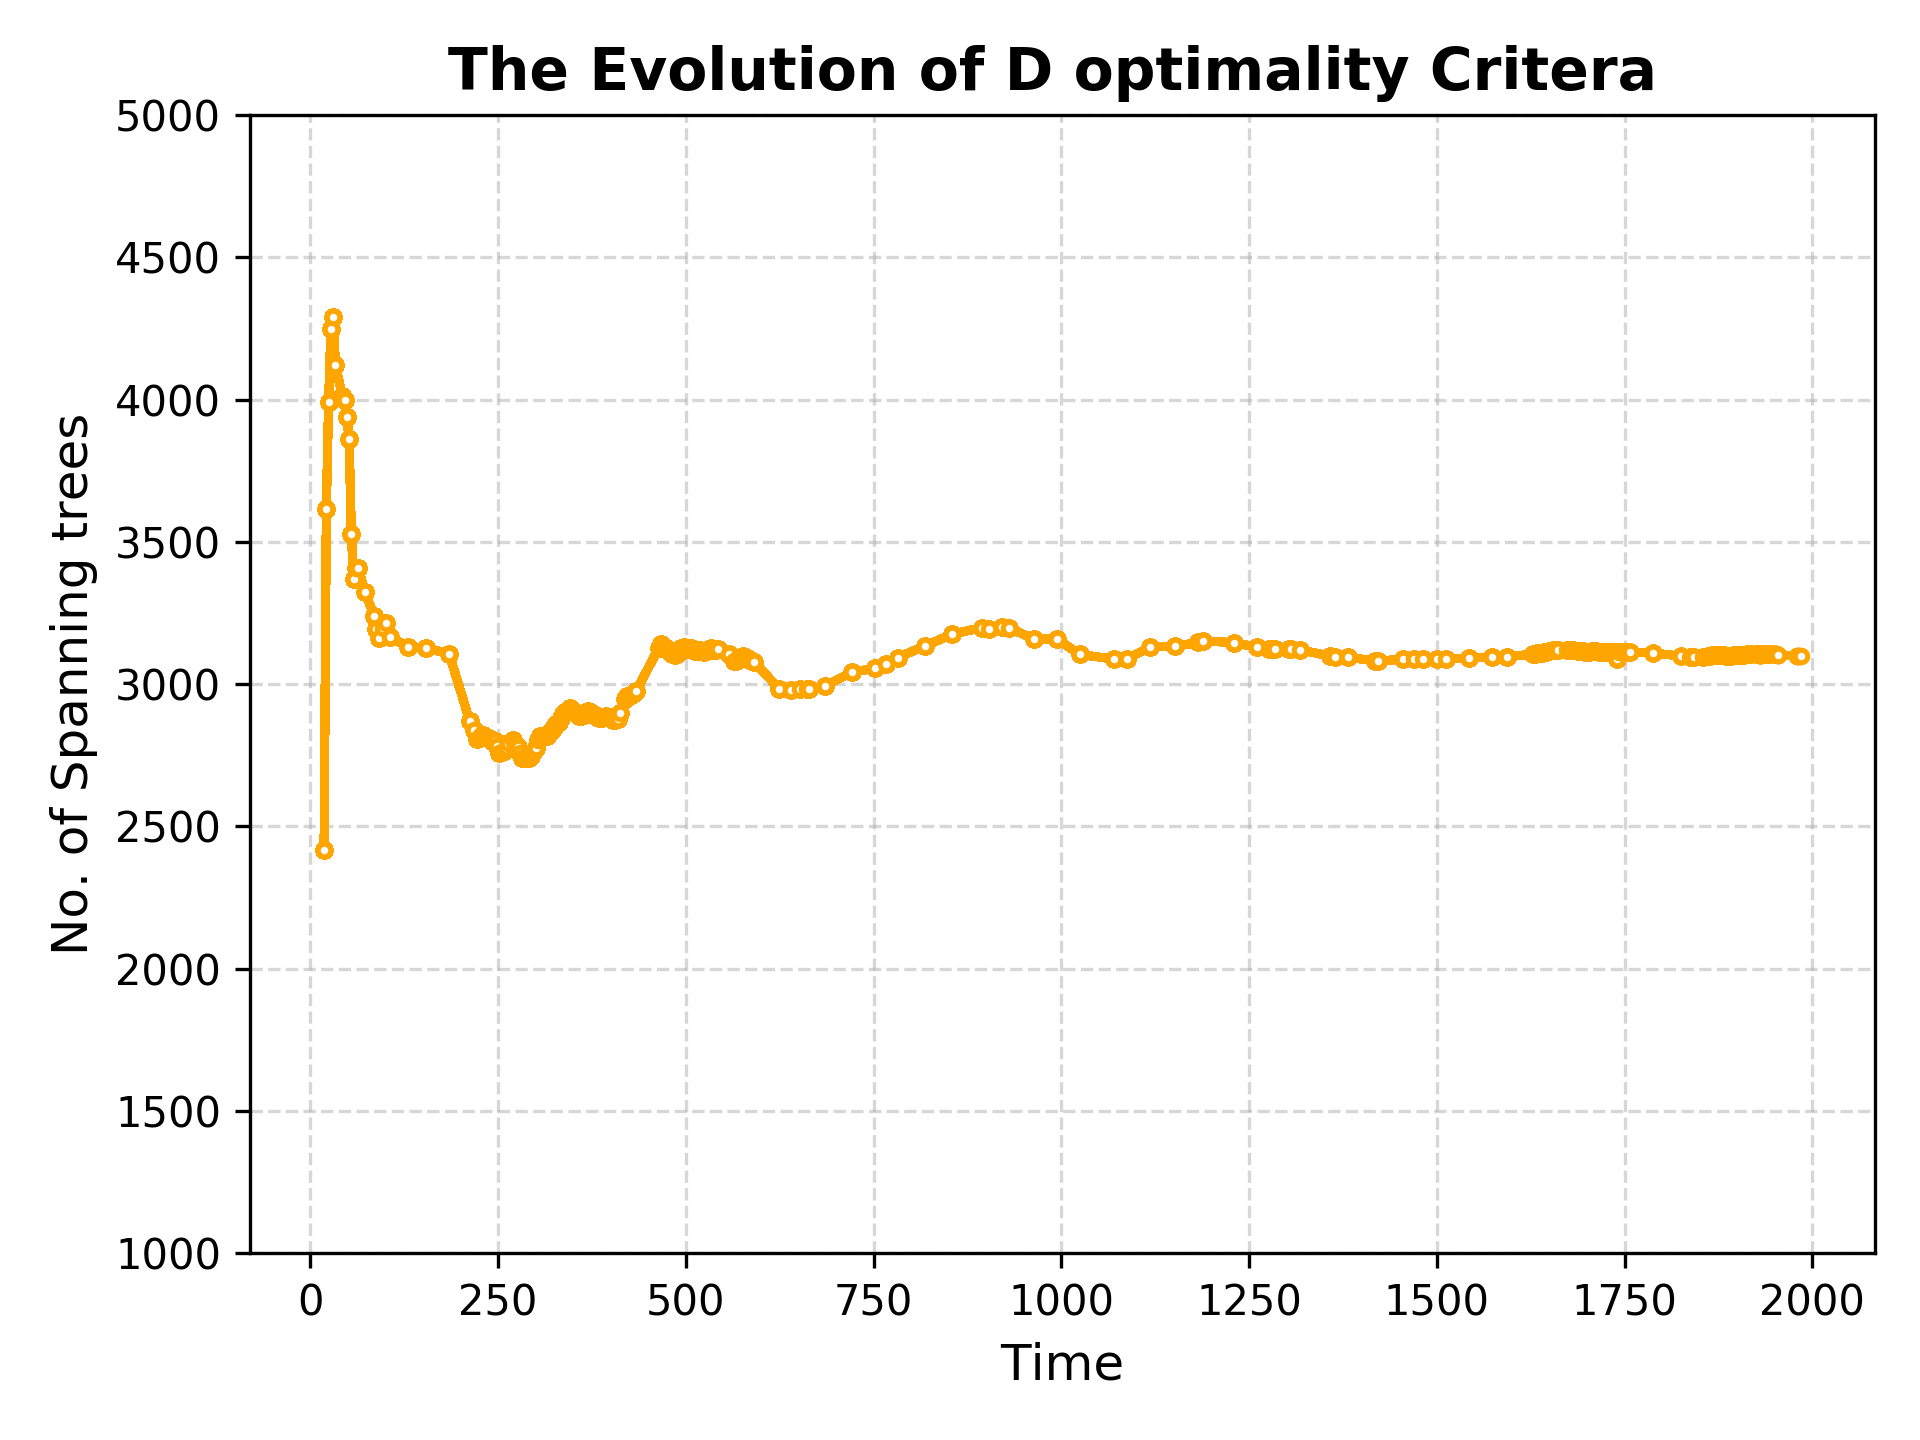 The Evolution of D optimality Critera
5000
4500
4000
3500
3000
2500
2000
1500
1000
No. of Spanning trees
0 250 500 750 1000 1250 1500 1750 2000
Time